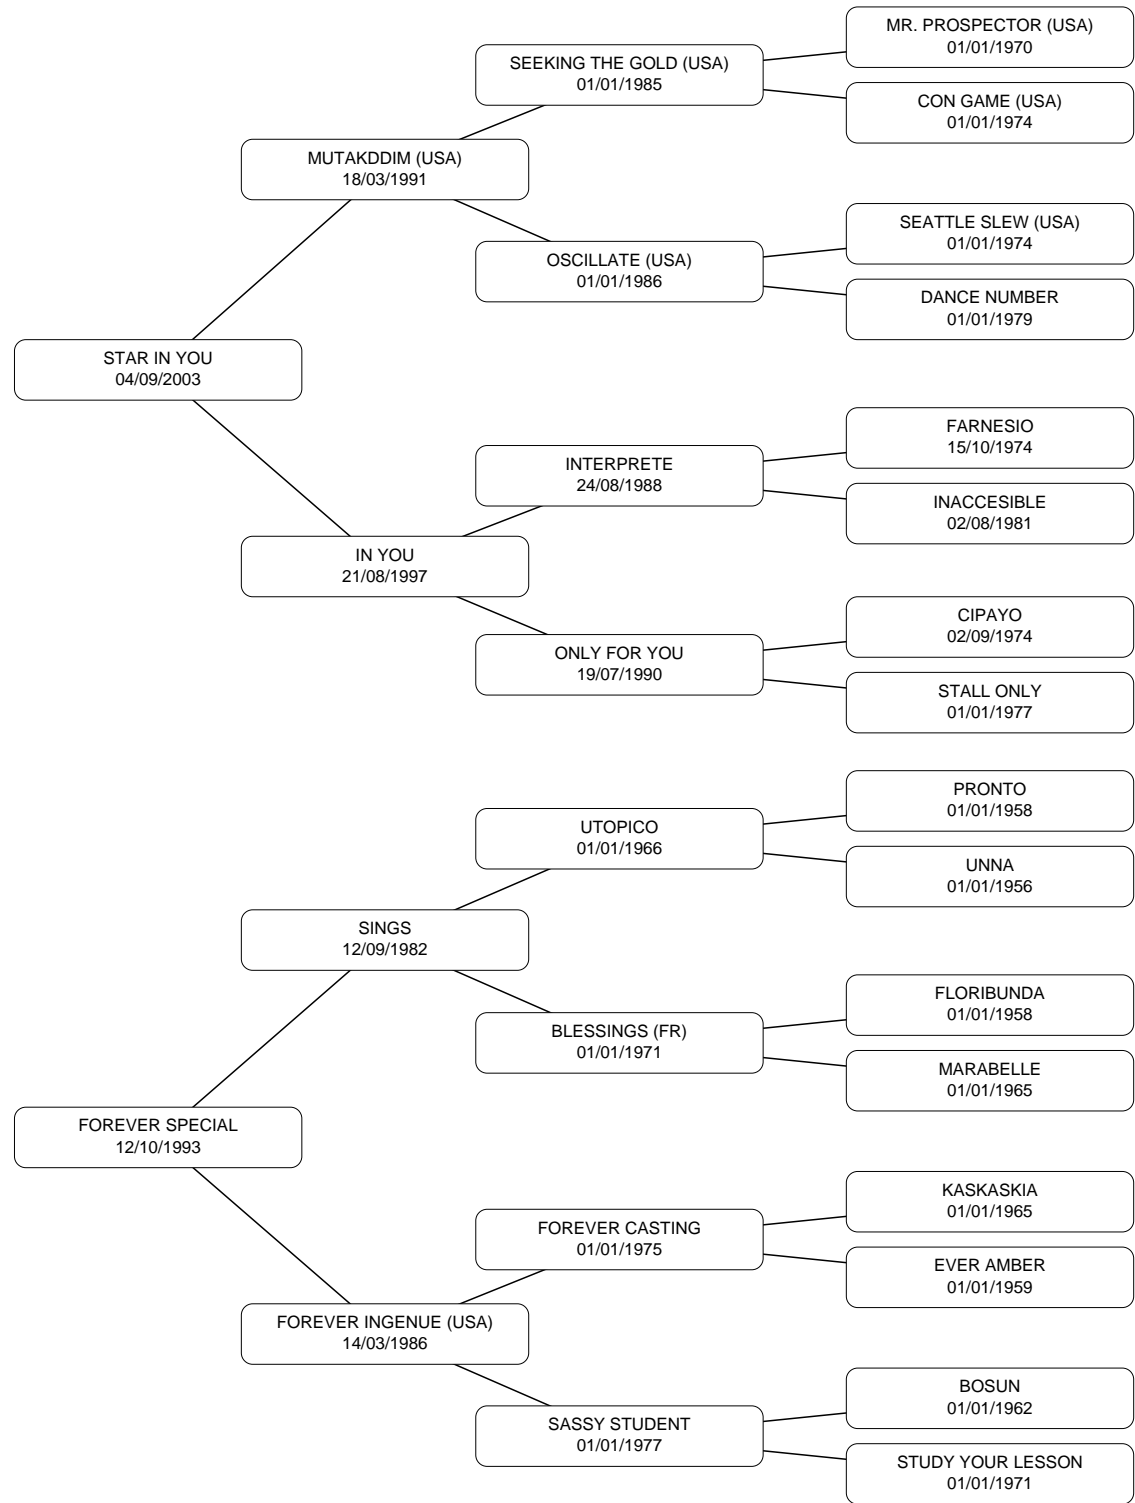 MR. PROSPECTOR (USA)
01/01/1970
SEEKING THE GOLD (USA)
01/01/1985
CON GAME (USA)
01/01/1974
MUTAKDDIM (USA)
18/03/1991
SEATTLE SLEW (USA)
01/01/1974
OSCILLATE (USA)
01/01/1986
DANCE NUMBER
01/01/1979
STAR IN YOU
04/09/2003
FARNESIO
15/10/1974
INTERPRETE
24/08/1988
INACCESIBLE
02/08/1981
IN YOU
21/08/1997
CIPAYO
02/09/1974
ONLY FOR YOU
19/07/1990
STALL ONLY
01/01/1977
PRONTO
01/01/1958
UTOPICO
01/01/1966
UNNA
01/01/1956
SINGS
12/09/1982
FLORIBUNDA
01/01/1958
BLESSINGS (FR)
01/01/1971
MARABELLE
01/01/1965
FOREVER SPECIAL
12/10/1993
KASKASKIA
01/01/1965
FOREVER CASTING
01/01/1975
EVER AMBER
01/01/1959
FOREVER INGENUE (USA)
14/03/1986
BOSUN
01/01/1962
SASSY STUDENT
01/01/1977
STUDY YOUR LESSON
01/01/1971